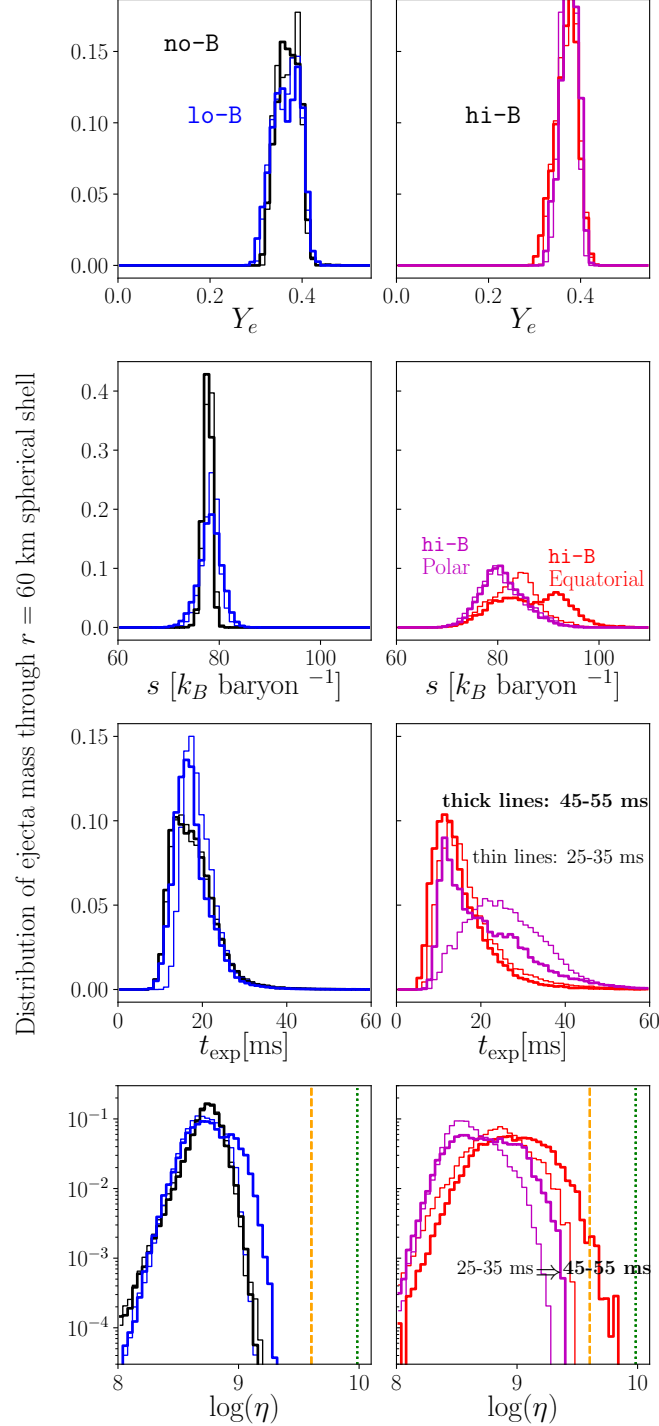 Distribution of ejecta mass through r = 60 km spherical shell
no-B
lo-B
hi-B
0.15
0.10
0.05
0.00
0.0 0.2 0.4
0.0 0.2 0.4
Y_e
Y_e
0.4
0.3
0.2
0.1
0.0
hi-B
Polar
hi-B
Equatorial
60 80 100
60 80 100
s [k_B baryon ^{-1}]
s [k_B baryon ^{-1}]
0.15
0.10
0.05
0.00
thick lines: 45-55 ms
thin lines: 25-35 ms
0 20 40 60
0 20 40 60
t_exp[ms]
t_exp[ms]
10^{-1}
10^{-2}
10^{-3}
10^{-4}
25-35 ms ⇒ 45-55 ms
8 9 10
8 9 10
log(η)
log(η)